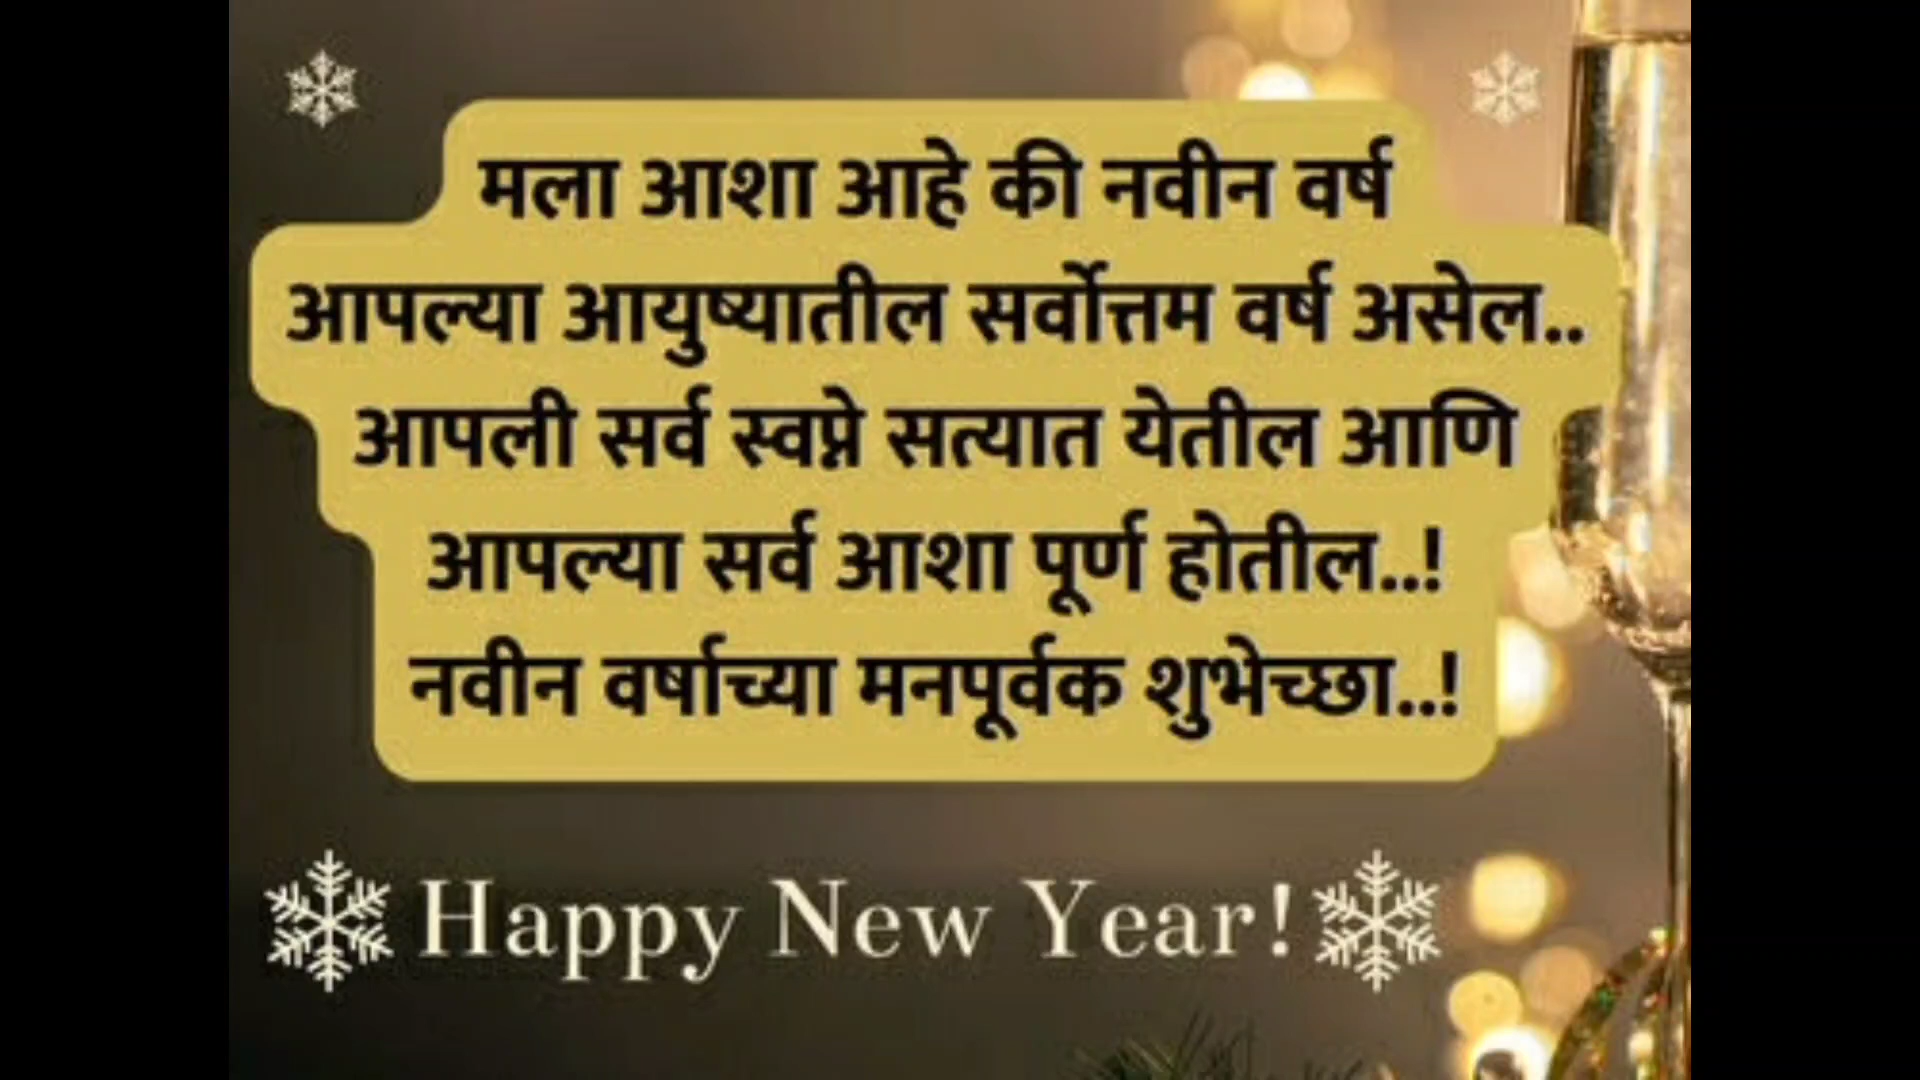 मला आशा आहे की नवीन वर्ष
आपल्या आयुष्यातील सर्वोत्तम वर्ष असेल..
आपली सर्व स्वप्ने सत्यात येतील आणि
आपल्या सर्व आशा पूर्ण होतील..!
नवीन वर्षाच्या मनपूर्वक शुभेच्छा..!
Happy New Year!